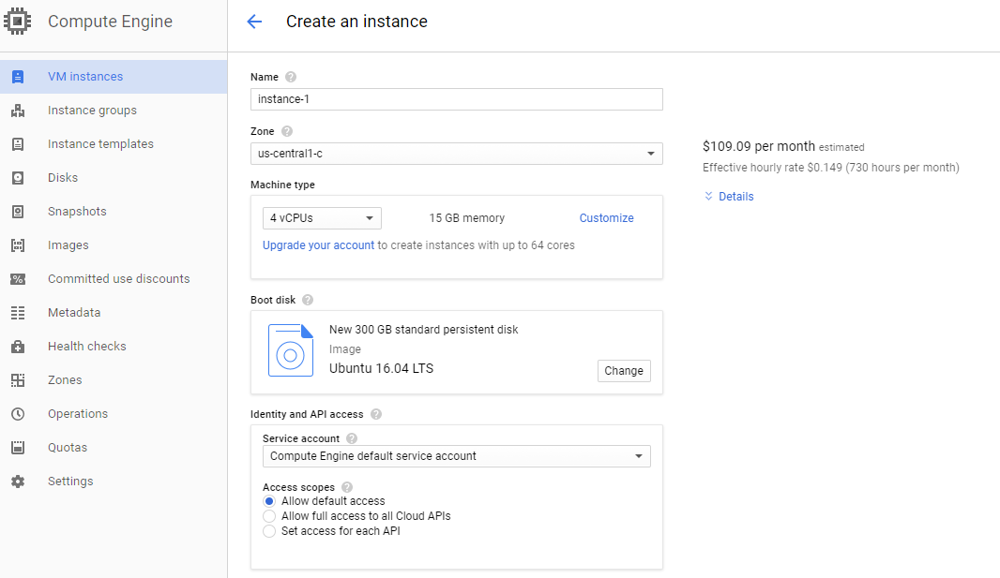 Compute Engine
Create an instance
VM instances
Instance groups
Instance templates
Disks
Snapshots
Images
Committed use discounts
Metadata
Health checks
Zones
Operations
Quotas
Settings
Name ?
instance-1
Zone ?
us-central1-c
Machine type
4 vCPUs 15 GB memory Customize
Upgrade your account to create instances with up to 64 cores
Boot disk ?
New 300 GB standard persistent disk
Image
Ubuntu 16.04 LTS
Change
Identity and API access ?
Service account ?
Compute Engine default service account
Access scopes ?
Allow default access
Allow full access to all Cloud APIs
Set access for each API
$109.09 per month estimated
Effective hourly rate $0.149 (730 hours per month)
Details